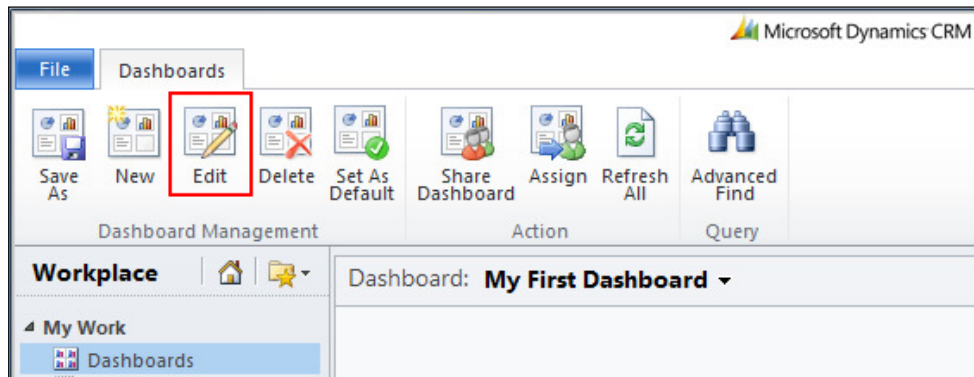 Microsoft Dynamics CRM
File Dashboards
Save As New Edit Delete Set As Default Share Dashboard Assign Refresh All Advanced Find
Dashboard Management Action Query
Workplace Dashboard: My First Dashboard
My Work
Dashboards